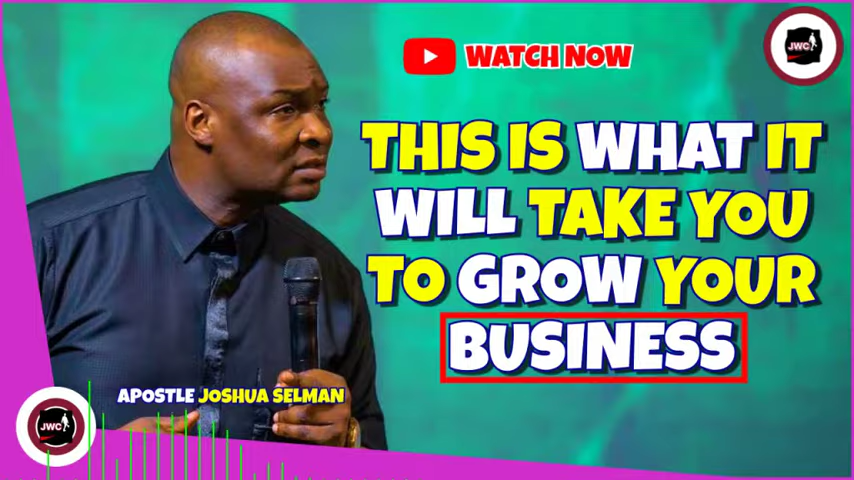 WATCH NOW
JWC
THIS IS WHAT IT
WILL TAKE YOU
TO GROW YOUR
BUSINESS
APOSTLE JOSHUA SELMAN
JWC